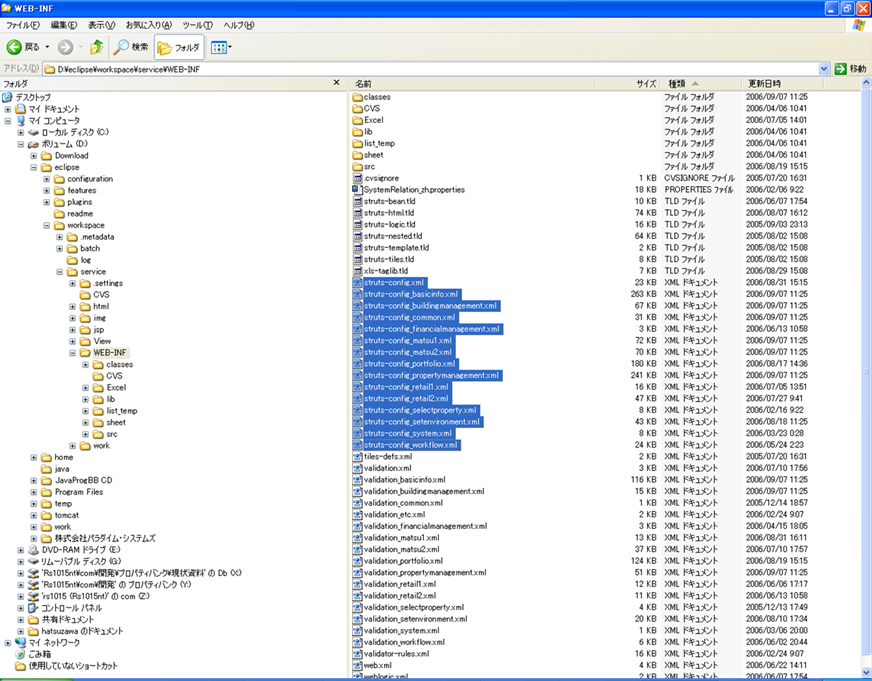 WEB-INF
ファイル(F) 編集(E) 表示(V) お気に入り(A) ツール(T) ヘルプ(H)
戻る 検索 フォルダ
アドレス(D) D:¥eclipse¥workspace¥service¥WEB-INF 移動
フォルダ
デスクトップ
マイ ドキュメント
マイ コンピュータ
ローカル ディスク (C:)
ボリューム (D:)
Download
eclipse
configuration
features
plugins
readme
workspace
.metadata
batch
log
service
.settings
CVS
html
img
jsp
View
WEB-INF
classes
CVS
Excel
lib
list_temp
sheet
src
work
home
java
JavaProgBB CD
Program Files
temp
tomcat
work
株式会社パラダイム・システムズ
DVD-RAM ドライブ (E:)
リムーバブル ディスク (G:)
'Rs1015nt¥com¥開発¥プロパティバンク¥現状資料' の Db (X:)
'Rs1015nt¥com¥開発' の プロパティバンク (Y:)
'rs1015 (Rs1015nt)' の com (Z:)
コントロール パネル
共有ドキュメント
hatsuzawa のドキュメント
マイ ネットワーク
ごみ箱
使用していないショートカット
名前 サイズ 種類 更新日時
classes ファイル フォルダ 2006/09/07 11:25
CVS ファイル フォルダ 2006/04/06 10:41
Excel ファイル フォルダ 2006/07/05 14:01
lib ファイル フォルダ 2006/04/06 10:41
list_temp ファイル フォルダ 2006/04/06 10:41
sheet ファイル フォルダ 2006/04/06 10:41
src ファイル フォルダ 2006/08/19 15:15
.cvsignore 1 KB CVSIGNORE ファイル 2005/07/20 16:31
SystemRelation_zh.properties 18 KB PROPERTIES ファイル 2006/02/06 9:22
struts-bean.tld 10 KB TLD ファイル 2006/06/07 17:54
struts-html.tld 74 KB TLD ファイル 2006/08/07 16:12
struts-logic.tld 16 KB TLD ファイル 2005/09/03 23:13
struts-nested.tld 64 KB TLD ファイル 2005/08/02 15:08
struts-template.tld 2 KB TLD ファイル 2005/08/02 15:08
struts-tiles.tld 8 KB TLD ファイル 2005/08/02 15:08
xls-taglib.tld 7 KB TLD ファイル 2006/08/29 15:08
struts-config.xml 23 KB XML ドキュメント 2006/08/31 15:15
struts-config_basicinfo.xml 263 KB XML ドキュメント 2006/09/07 11:25
struts-config_buildingmanagement.xml 67 KB XML ドキュメント 2006/09/07 11:25
struts-config_common.xml 31 KB XML ドキュメント 2006/09/07 11:25
struts-config_financialmanagement.xml 3 KB XML ドキュメント 2006/06/13 10:58
struts-config_matsu1.xml 72 KB XML ドキュメント 2006/09/07 11:25
struts-config_matsu2.xml 70 KB XML ドキュメント 2006/09/07 11:25
struts-config_portfolio.xml 180 KB XML ドキュメント 2006/08/17 14:36
struts-config_propertymanagement.xml 241 KB XML ドキュメント 2006/09/07 11:25
struts-config_retail1.xml 16 KB XML ドキュメント 2006/07/05 13:51
struts-config_retail2.xml 47 KB XML ドキュメント 2006/07/27 9:41
struts-config_selectproperty.xml 8 KB XML ドキュメント 2006/02/16 9:22
struts-config_setenvironment.xml 43 KB XML ドキュメント 2006/08/18 11:25
struts-config_system.xml 8 KB XML ドキュメント 2006/03/23 0:28
struts-config_workflow.xml 24 KB XML ドキュメント 2006/05/24 2:23
tiles-defs.xml 2 KB XML ドキュメント 2005/07/20 16:31
validation.xml 3 KB XML ドキュメント 2006/07/10 17:56
validation_basicinfo.xml 116 KB XML ドキュメント 2006/09/07 11:25
validation_buildingmanagement.xml 15 KB XML ドキュメント 2006/09/07 11:25
validation_common.xml 1 KB XML ドキュメント 2005/12/14 18:57
validation_etc.xml 2 KB XML ドキュメント 2006/02/24 9:07
validation_financialmanagement.xml 3 KB XML ドキュメント 2006/04/15 18:05
validation_matsu1.xml 13 KB XML ドキュメント 2006/08/31 16:11
validation_matsu2.xml 37 KB XML ドキュメント 2006/07/10 17:57
validation_portfolio.xml 124 KB XML ドキュメント 2006/08/19 15:15
validation_propertymanagement.xml 51 KB XML ドキュメント 2006/09/07 11:25
validation_retail1.xml 12 KB XML ドキュメント 2006/06/06 17:17
validation_retail2.xml 11 KB XML ドキュメント 2006/06/13 10:58
validation_selectproperty.xml 4 KB XML ドキュメント 2005/12/13 17:49
validation_setenvironment.xml 20 KB XML ドキュメント 2006/08/10 17:34
validation_system.xml 1 KB XML ドキュメント 2006/03/06 20:00
validation_workflow.xml 6 KB XML ドキュメント 2006/06/02 20:44
validator-rules.xml 16 KB XML ドキュメント 2006/02/24 9:07
web.xml 4 KB XML ドキュメント 2006/06/22 14:11
weblogic.xml 2 KB XML ドキュメント 2006/06/07 17:54